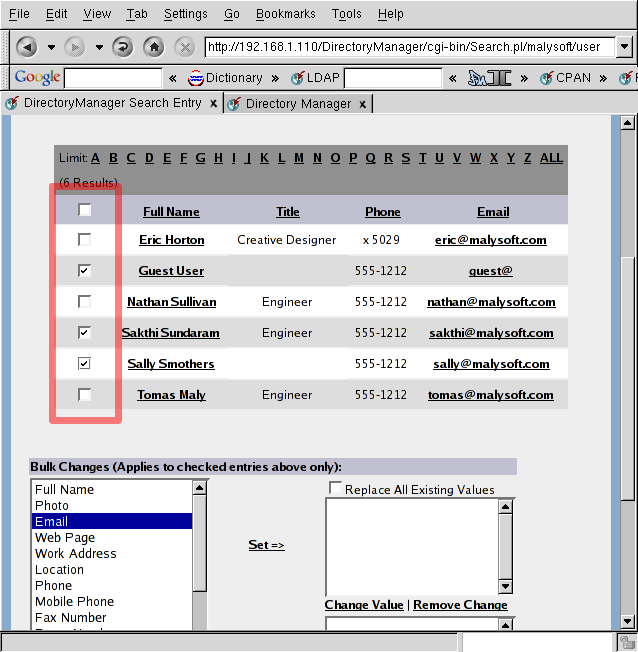 File Edit View Tab Settings Go Bookmarks Tools Help
http://192.168.1.110/DirectoryManager/cgi-bin/Search.pl/malysoft/user
Google « Dictionary » LDAP « » CPAN »
DirectoryManager Search Entry x Directory Manager x
Limit: A B C D E F G H I J K L M N O P Q R S T U V W X Y Z ALL
(6 Results)
Full Name Title Phone Email
Eric Horton Creative Designer x 5029 eric@malysoft.com
Guest User 555-1212 guest@
Nathan Sullivan Engineer 555-1212 nathan@malysoft.com
Sakthi Sundaram Engineer 555-1212 sakthi@malysoft.com
Sally Smothers 555-1212 sally@malysoft.com
Tomas Maly Engineer 555-1212 tomas@malysoft.com
Bulk Changes (Applies to checked entries above only):
Full Name
Photo
Email
Web Page
Work Address
Location
Phone
Mobile Phone
Fax Number
Set =>
Replace All Existing Values
Change Value | Remove Change